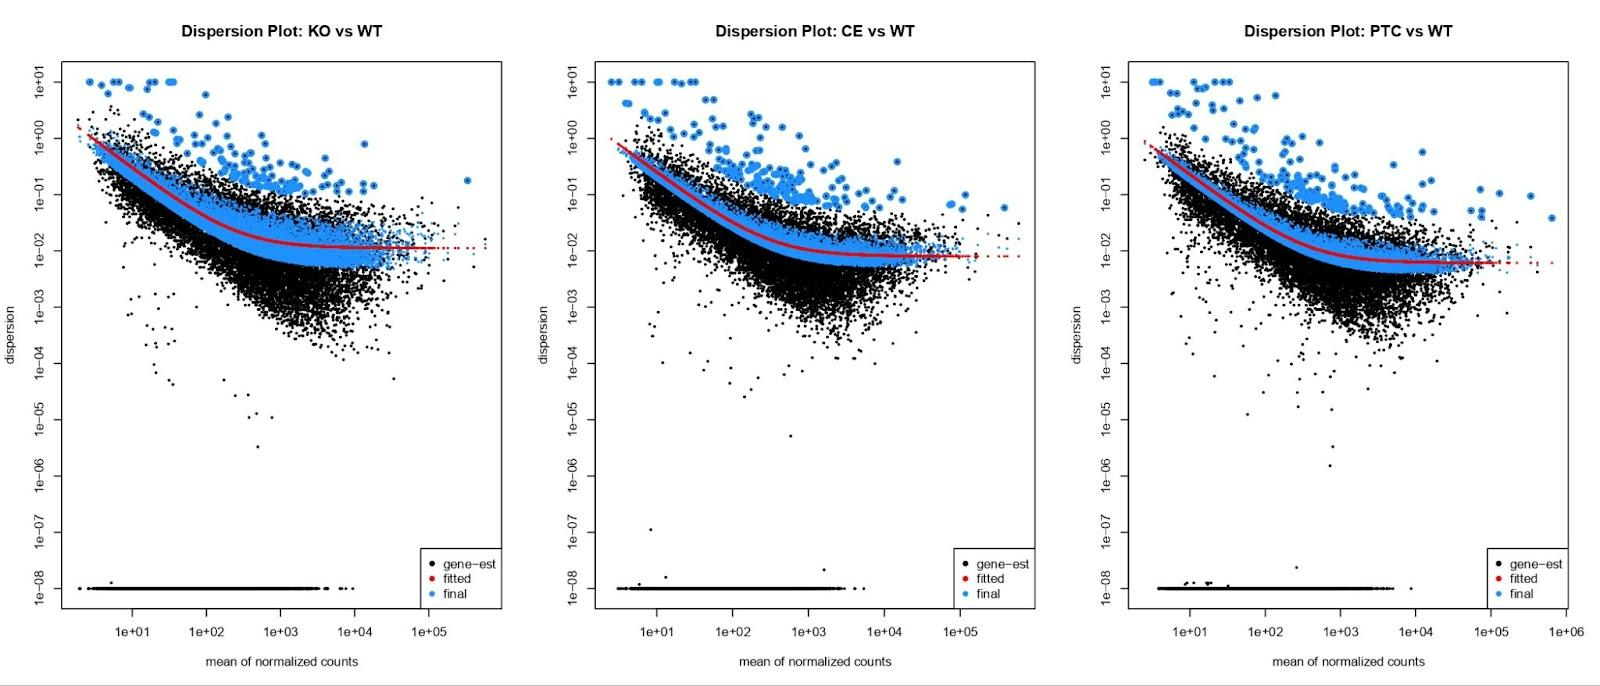 Dispersion Plot: KO vs WT
dispersion
1e+01
1e+00
1e−01
1e−02
1e−03
1e−04
1e−05
1e−06
1e−07
1e−08
gene−est
fitted
final
1e+01 1e+02 1e+03 1e+04 1e+05
mean of normalized counts
Dispersion Plot: CE vs WT
dispersion
1e+01
1e+00
1e−01
1e−02
1e−03
1e−04
1e−05
1e−06
1e−07
1e−08
gene−est
fitted
final
1e+01 1e+02 1e+03 1e+04 1e+05
mean of normalized counts
Dispersion Plot: PTC vs WT
dispersion
1e+01
1e+00
1e−01
1e−02
1e−03
1e−04
1e−05
1e−06
1e−07
1e−08
gene−est
fitted
final
1e+01 1e+02 1e+03 1e+04 1e+05 1e+06
mean of normalized counts